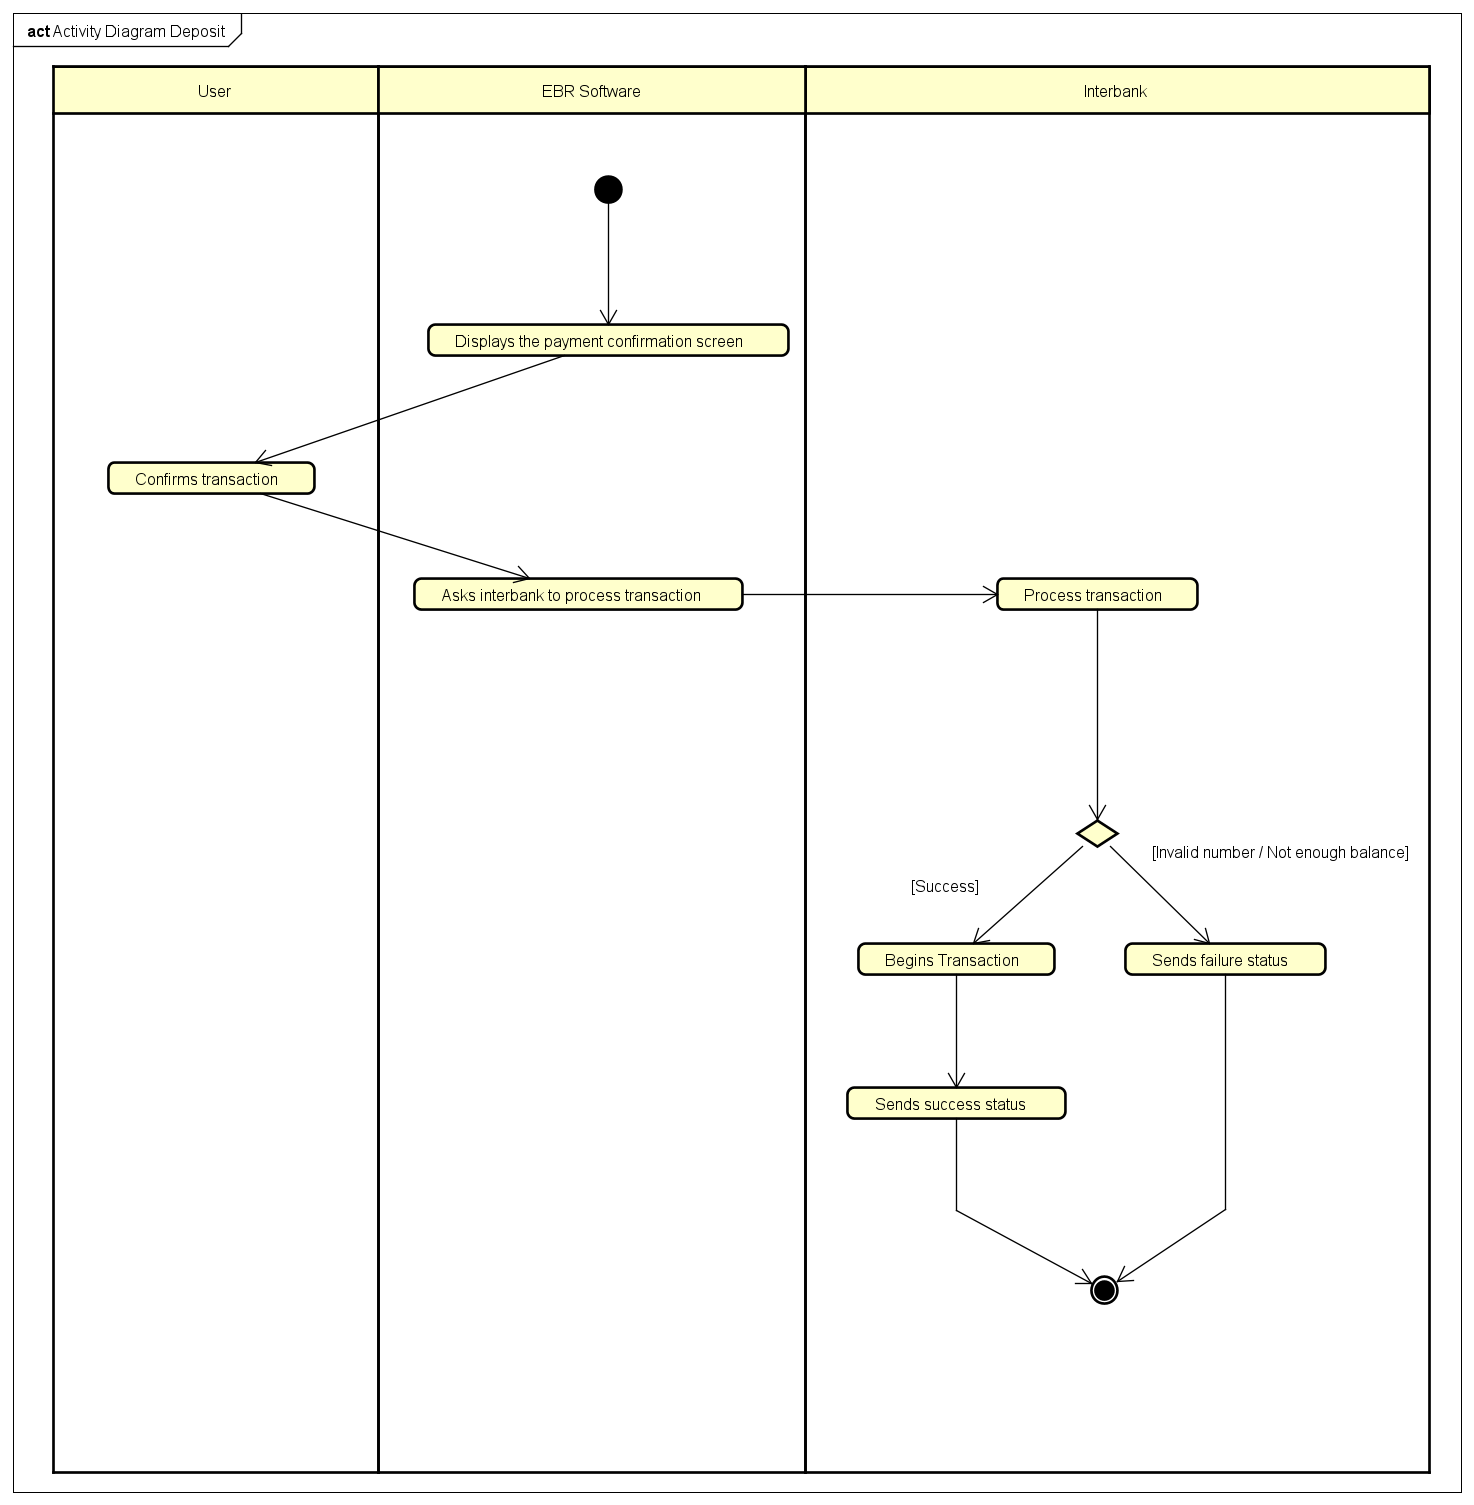 act Activity Diagram Deposit
User
EBR Software
Interbank
Displays the payment confirmation screen
Confirms transaction
Asks interbank to process transaction
Process transaction
[Invalid number / Not enough balance]
[Success]
Begins Transaction
Sends failure status
Sends success status